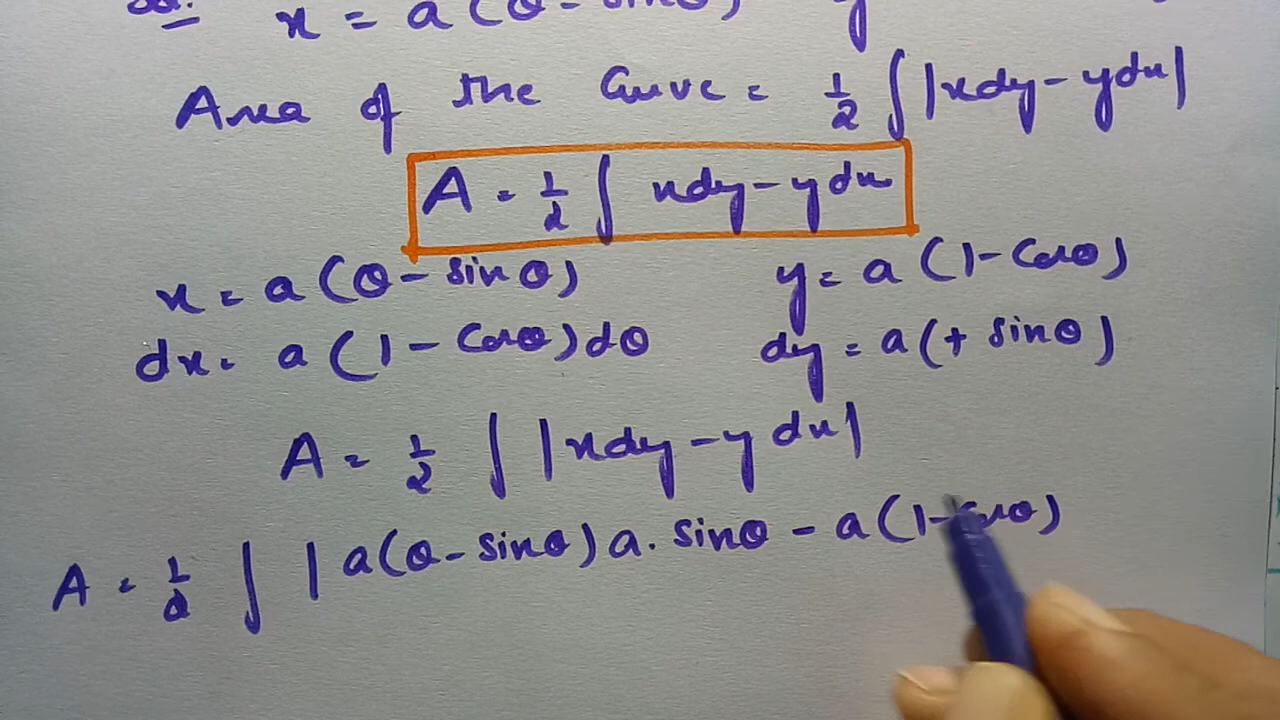 x = a(θ - sinθ) y
Area of the Curve = 1/2 ∫ |xdy - ydx|
A = 1/2 ∫ xdy - ydx
x = a(θ - sinθ) y = a(1 - Cosθ)
dx = a(1 - Cosθ)dθ dy = a(+ sinθ)
A = 1/2 ∫ |xdy - ydx|
A = 1/2 ∫ |a(θ - sinθ)a. sinθ - a(1 - Cosθ)